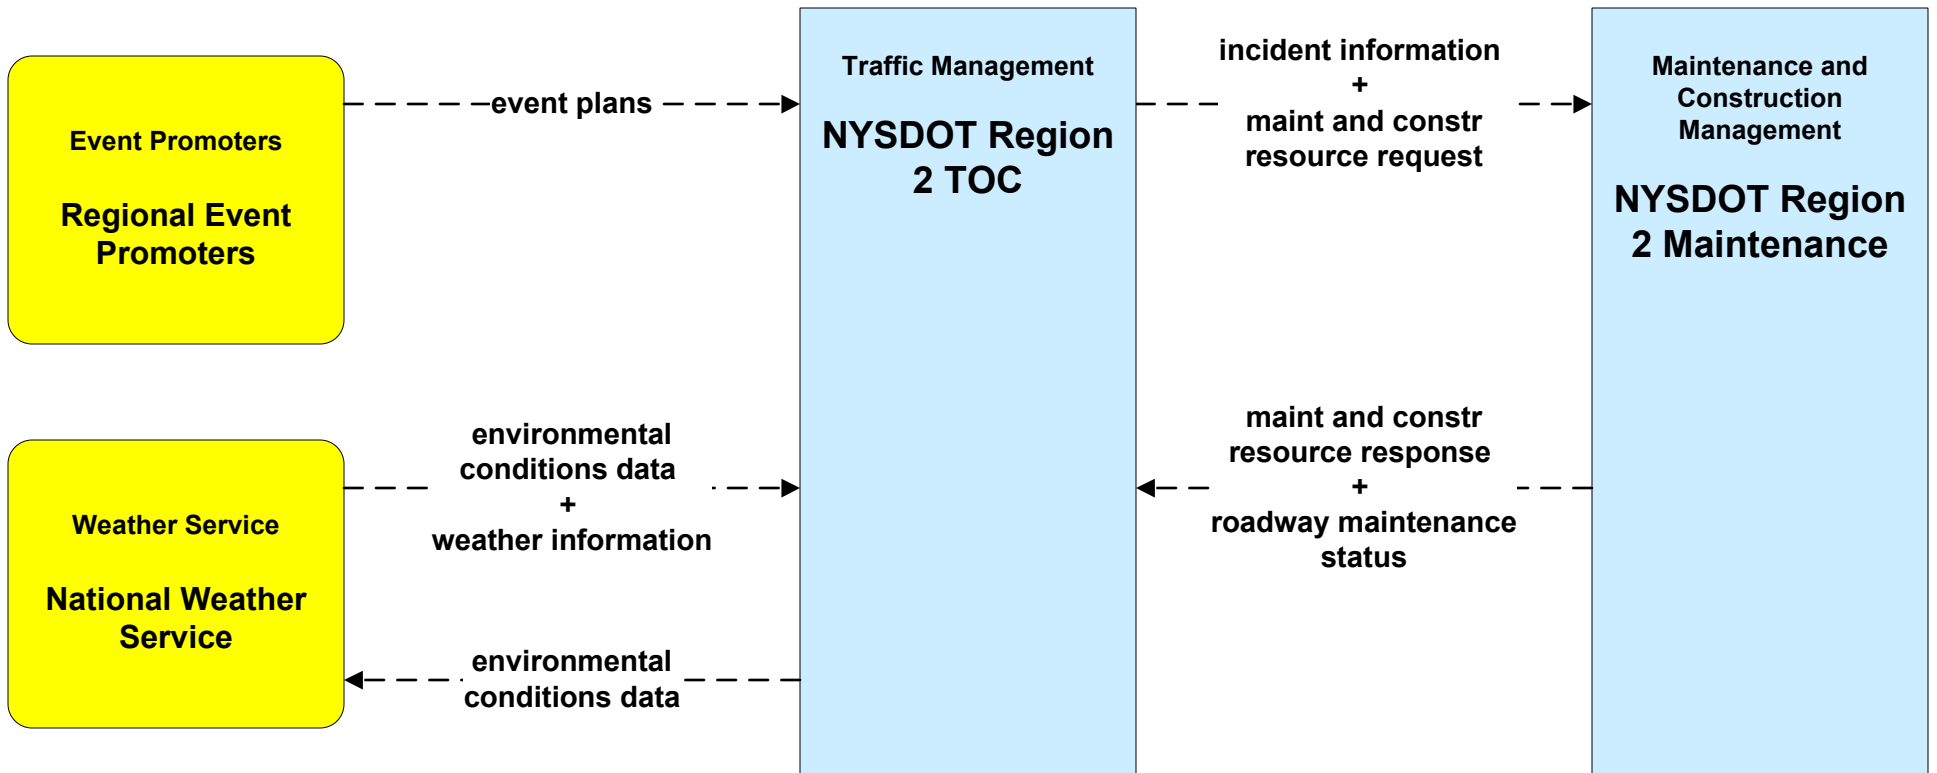 Event Promoters
Regional Event
Promoters
event plans
Traffic Management
NYSDOT Region
2 TOC
incident information
+
maint and constr
resource request
Maintenance and
Construction
Management
NYSDOT Region
2 Maintenance
Weather Service
National Weather
Service
environmental
conditions data
+
weather information
environmental
conditions data
maint and constr
resource response
+
roadway maintenance
status